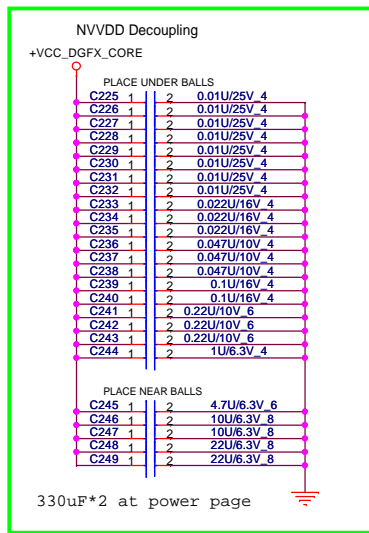 NVVDD Decoupling
+VCC_DGFX_CORE
PLACE UNDER BALLS
C225 1 2 0.01U/25V_4
C226 1 2 0.01U/25V_4
C227 1 2 0.01U/25V_4
C228 1 2 0.01U/25V_4
C229 1 2 0.01U/25V_4
C230 1 2 0.01U/25V_4
C231 1 2 0.01U/25V_4
C232 1 2 0.01U/25V_4
C233 1 2 0.022U/16V_4
C234 1 2 0.022U/16V_4
C235 1 2 0.022U/16V_4
C236 1 2 0.047U/10V_4
C237 1 2 0.047U/10V_4
C238 1 2 0.047U/10V_4
C239 1 2 0.1U/16V_4
C240 1 2 0.1U/16V_4
C241 1 2 0.22U/10V_6
C242 1 2 0.22U/10V_6
C243 1 2 0.22U/10V_6
C244 1 2 1U/6.3V_4
PLACE NEAR BALLS
C245 1 2 4.7U/6.3V_6
C246 1 2 10U/6.3V_8
C247 1 2 10U/6.3V_8
C248 1 2 22U/6.3V_8
C249 1 2 22U/6.3V_8
330uF*2 at power page